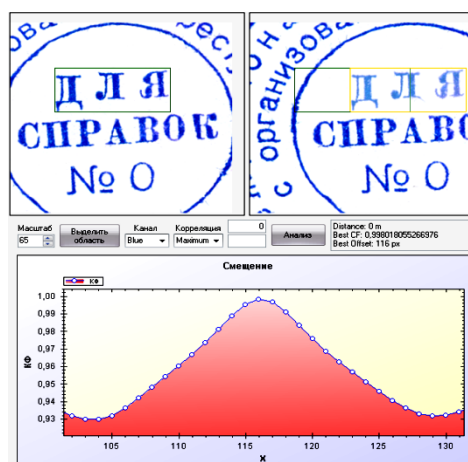 ДЛЯ
СПРАВОК
№ 0
организова
ДЛЯ
СПРАВО
№ 0
Масштаб
65
Выделить
область
Канал
Blue
Корреляция
Maximum
0
Анализ
Distance: 0 m
Best CF: 0,998018055266976
Best Offset: 116 px
Смещение
КФ
1,00
0,99
0,98
0,97
0,96
0,95
0,94
0,93
КФ
105
110
115
120
125
130
X